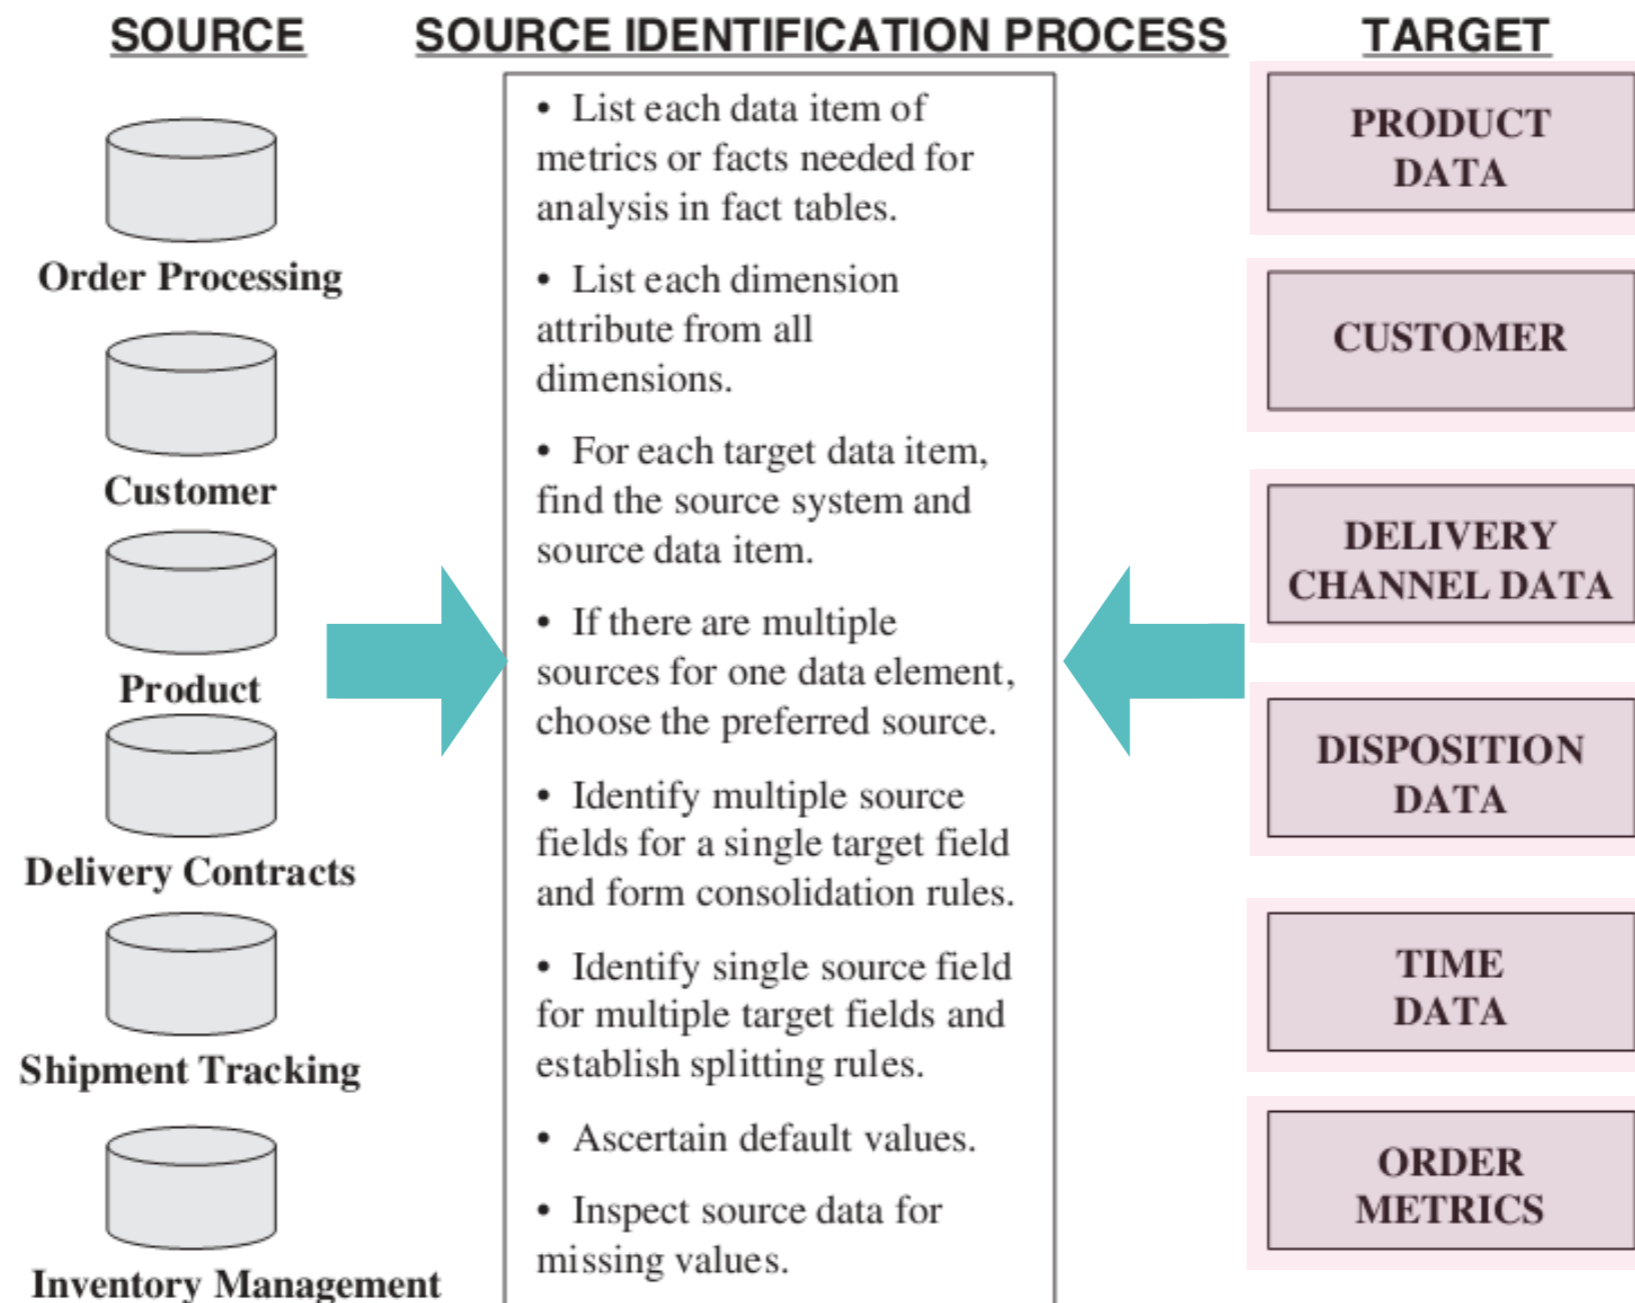 SOURCE
Order Processing
Customer
Product
Delivery Contracts
Shipment Tracking
Inventory Management
SOURCE IDENTIFICATION PROCESS
• List each data item of
metrics or facts needed for
analysis in fact tables.
• List each dimension
attribute from all
dimensions.
• For each target data item,
find the source system and
source data item.
• If there are multiple
sources for one data element,
choose the preferred source.
• Identify multiple source
fields for a single target field
and form consolidation rules.
• Identify single source field
for multiple target fields and
establish splitting rules.
• Ascertain default values.
• Inspect source data for
missing values.
TARGET
PRODUCT
DATA
CUSTOMER
DELIVERY
CHANNEL DATA
DISPOSITION
DATA
TIME
DATA
ORDER
METRICS